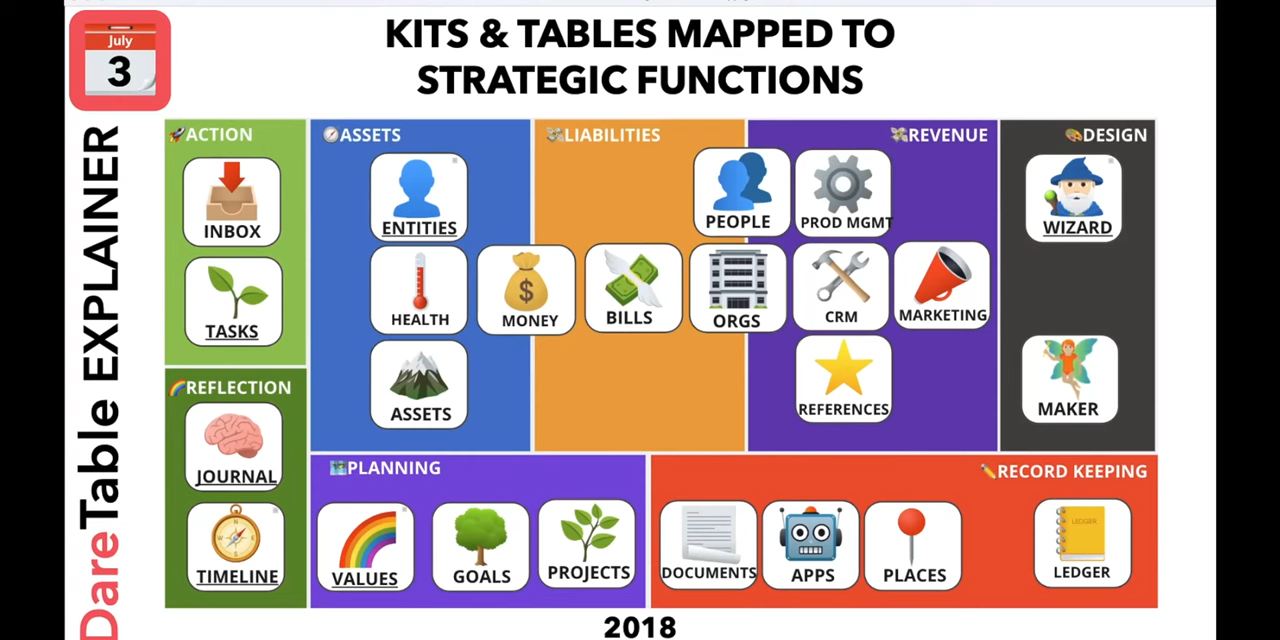 July
3
KITS & TABLES MAPPED TO
STRATEGIC FUNCTIONS
DareTable EXPLAINER
ACTION
INBOX
TASKS
REFLECTION
JOURNAL
TIMELINE
ASSETS
ENTITIES
HEALTH
MONEY
ASSETS
LIABILITIES
BILLS
PEOPLE
ORGS
REVENUE
PROD MGMT
CRM
MARKETING
REFERENCES
DESIGN
WIZARD
MAKER
PLANNING
VALUES
GOALS
PROJECTS
RECORD KEEPING
DOCUMENTS
APPS
PLACES
LEDGER
LEDGER
2018